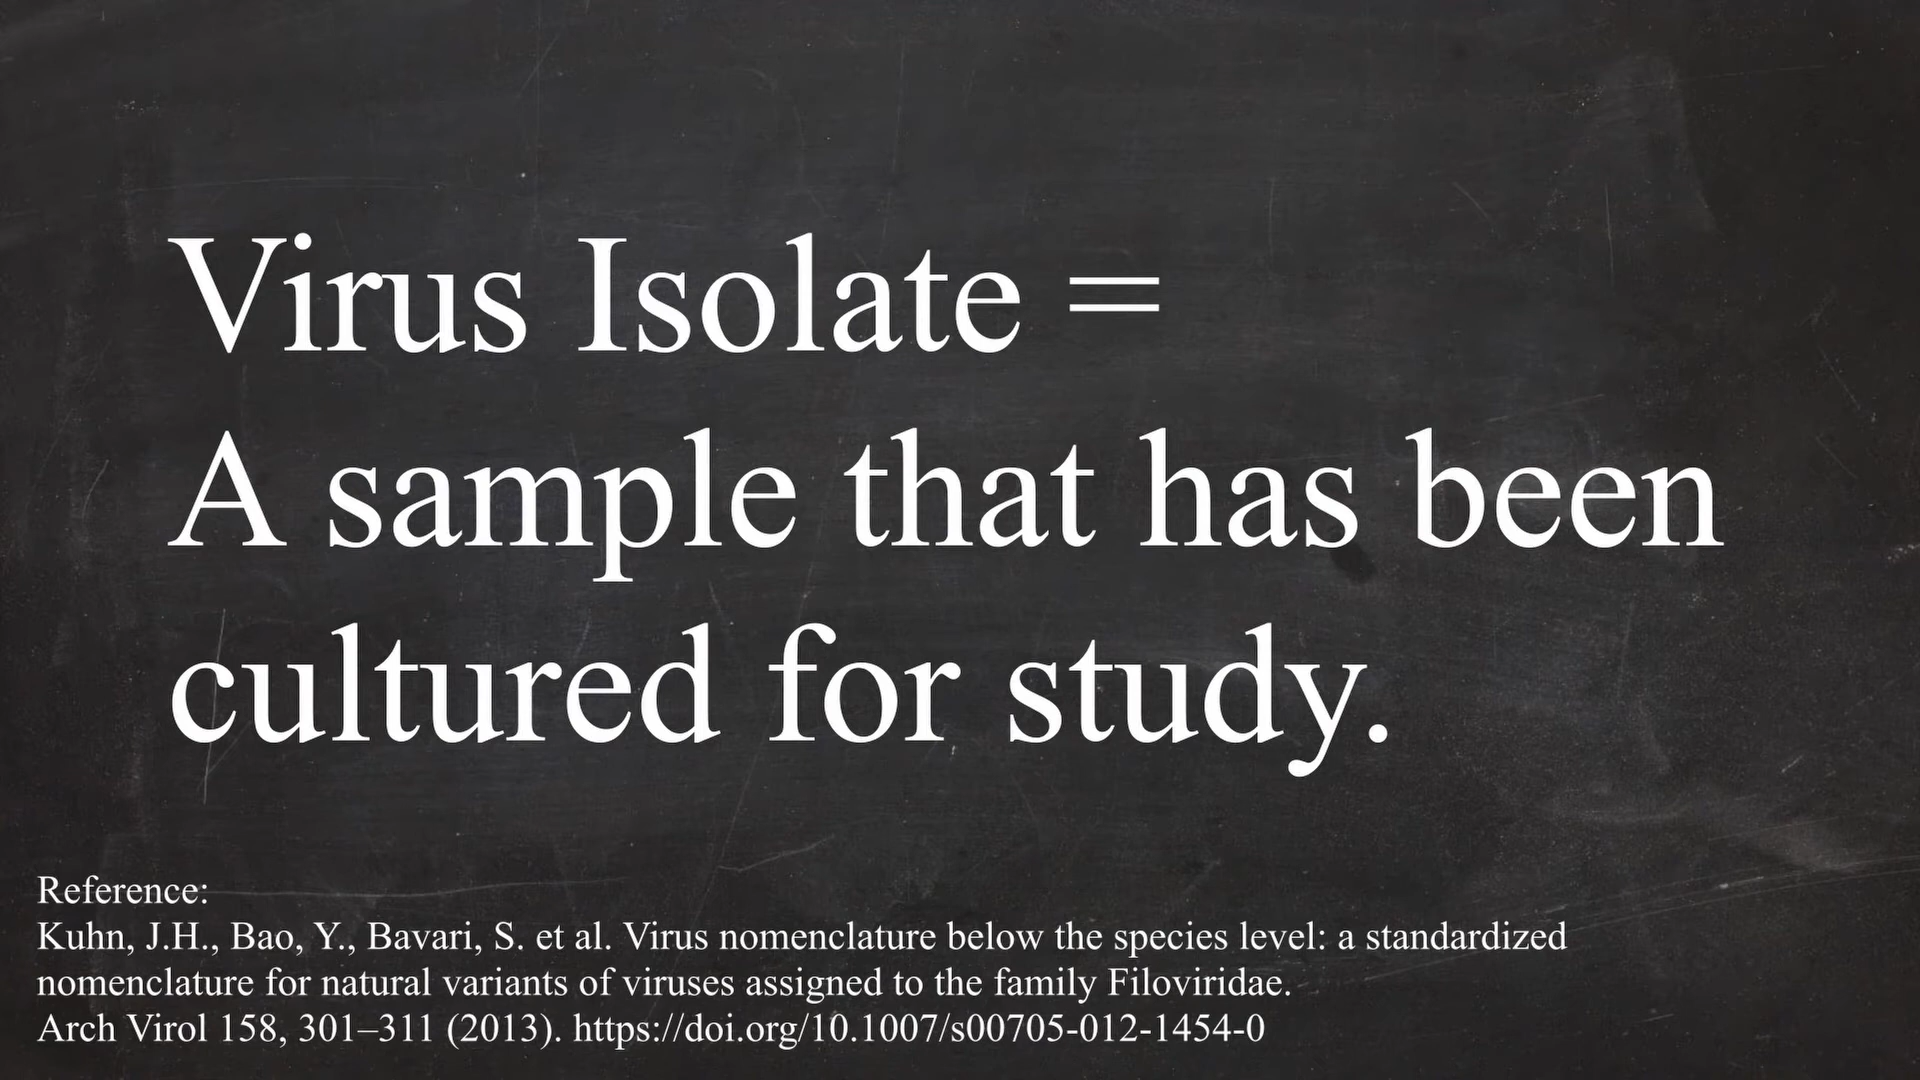 Virus Isolate =
A sample that has been
cultured for study.
Reference:
Kuhn, J.H., Bao, Y., Bavari, S. et al. Virus nomenclature below the species level: a standardized
nomenclature for natural variants of viruses assigned to the family Filoviridae.
Arch Virol 158, 301–311 (2013). https://doi.org/10.1007/s00705-012-1454-0